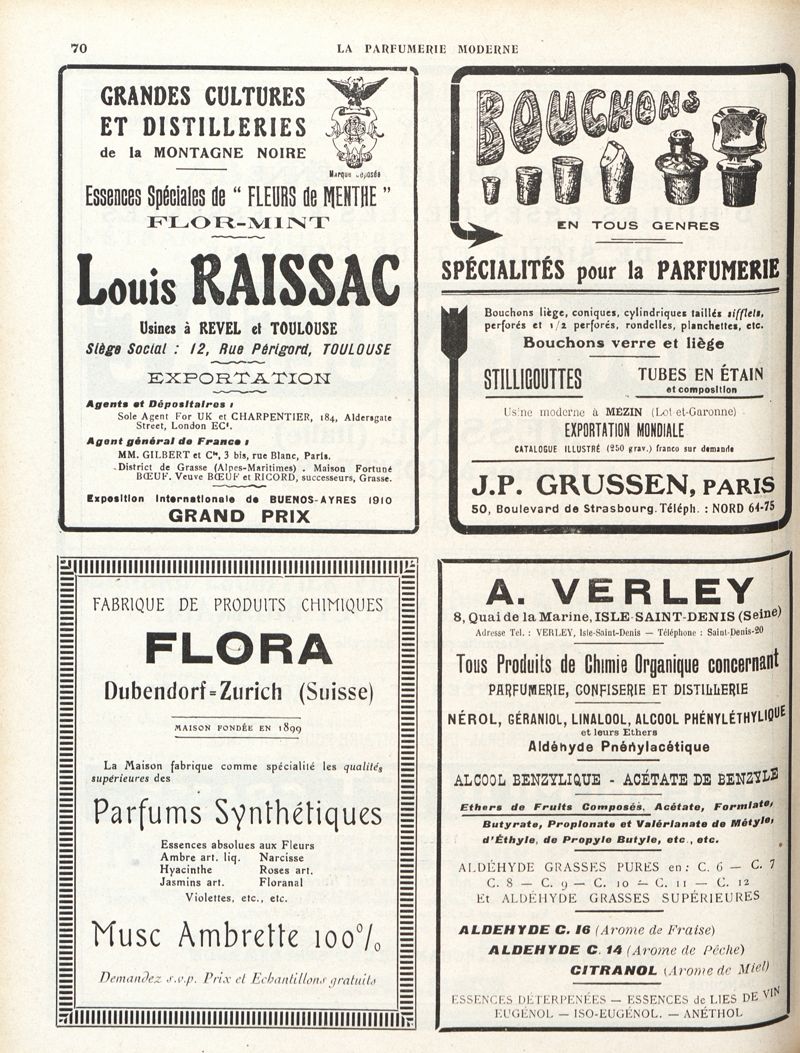 70
LA PARFUMERIE MODERNE
GRANDES CULTURES
ET DISTILLERIES
de la MONTAGNE NOIRE
Marque déposée
Essences Spéciales de “ FLEURS de MENTHE ”
FLOR-MINT
Louis RAISSAC
Usines à REVEL et TOULOUSE
Siège Social : 12, Rue Périgord, TOULOUSE
EXPORTATION
Agents et Dépositaires :
Sole Agent For UK et CHARPENTIER, 184, Aldersgate
Street, London EC¹.
Agent général de France :
MM. GILBERT et Cie, 3 bis, rue Blanc, Paris.
District de Grasse (Alpes-Maritimes) . Maison Fortuné
BŒUF. Veuve BŒUF et RICORD, successeurs, Grasse.
Exposition Internationale de BUENOS-AYRES 1910
GRAND PRIX
BOUCHONS
EN TOUS GENRES
SPÉCIALITÉS pour la PARFUMERIE
Bouchons liège, coniques, cylindriques taillés sifflets,
perforés et 1/2 perforés, rondelles, planchettes, etc.
Bouchons verre et liège
STILLIGOUTTES
TUBES EN ÉTAIN
et composition
Usine moderne à MEZIN (Lot-et-Garonne)
EXPORTATION MONDIALE
CATALOGUE ILLUSTRÉ (250 grav.) franco sur demande
J.P. GRUSSEN, PARIS
50, Boulevard de Strasbourg. Téléph. : NORD 64-75
FABRIQUE DE PRODUITS CHIMIQUES
FLORA
Dubendorf=Zurich (Suisse)
MAISON FONDÉE EN 1899
La Maison fabrique comme spécialité les qualités
supérieures des
Parfums Synthétiques
Essences absolues aux Fleurs
Ambre art. liq. Narcisse
Hyacinthe Roses art.
Jasmins art. Floranal
Violettes, etc., etc.
Musc Ambrette 100%
Demandez s.v.p. Prix et Echantillons gratuits
A. VERLEY
8, Quai de la Marine, ISLE-SAINT-DENIS (Seine)
Adresse Tel. : VERLEY, Isle-Saint-Denis — Téléphone : Saint-Denis-20
Tous Produits de Chimie Organique concernant
PARFUMERIE, CONFISERIE ET DISTILLERIE
NÉROL, GÉRANIOL, LINALOOL, ALCOOL PHÉNYLÉTHYLIQUE
et leurs Ethers
Aldéhyde Phénylacétique
ALCOOL BENZYLIQUE - ACÉTATE DE BENZYLE
Ethers de Fruits Composés, Acétate, Formiate,
Butyrate, Propionate et Valérianate de Métyle,
d'Éthyle, de Propyle Butyle, etc., etc.
ALDÉHYDE GRASSES PURES en : C. 6 — C. 7
C. 8 — C. 9 — C. 10 — C. 11 — C. 12
Et ALDÉHYDE GRASSES SUPÉRIEURES
ALDEHYDE C. 16 (Arome de Fraise)
ALDEHYDE C. 14 (Arome de Pêche)
CITRANOL (Arome de Miel)
ESSENCES DÉTERPENÉES — ESSENCES de LIES DE VIN
EUGÉNOL — ISO-EUGÉNOL. — ANÉTHOL